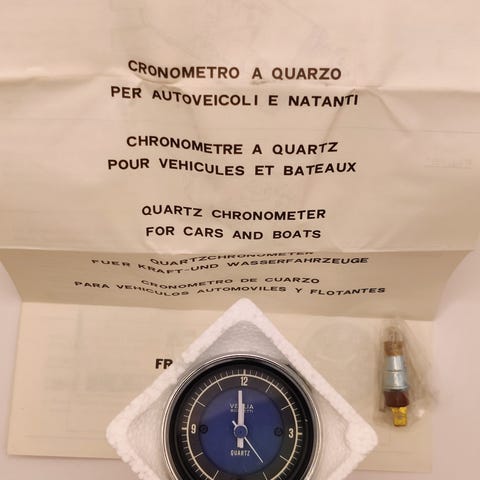 CRONOMETRO A QUARZO
PER AUTOVEICOLI E NATANTI
CHRONOMETRE A QUARTZ
POUR VEHICULES ET BATEAUX
QUARTZ CHRONOMETER
FOR CARS AND BOATS
QUARTZCHRONOMETER
FUER KRAFT-UND WASSERFAHRZEUGE
CRONOMETRO DE CUARZO
PARA VEHICULOS AUTOMOVILES Y FLOTANTES
FR
12
9
3
QUARTZ